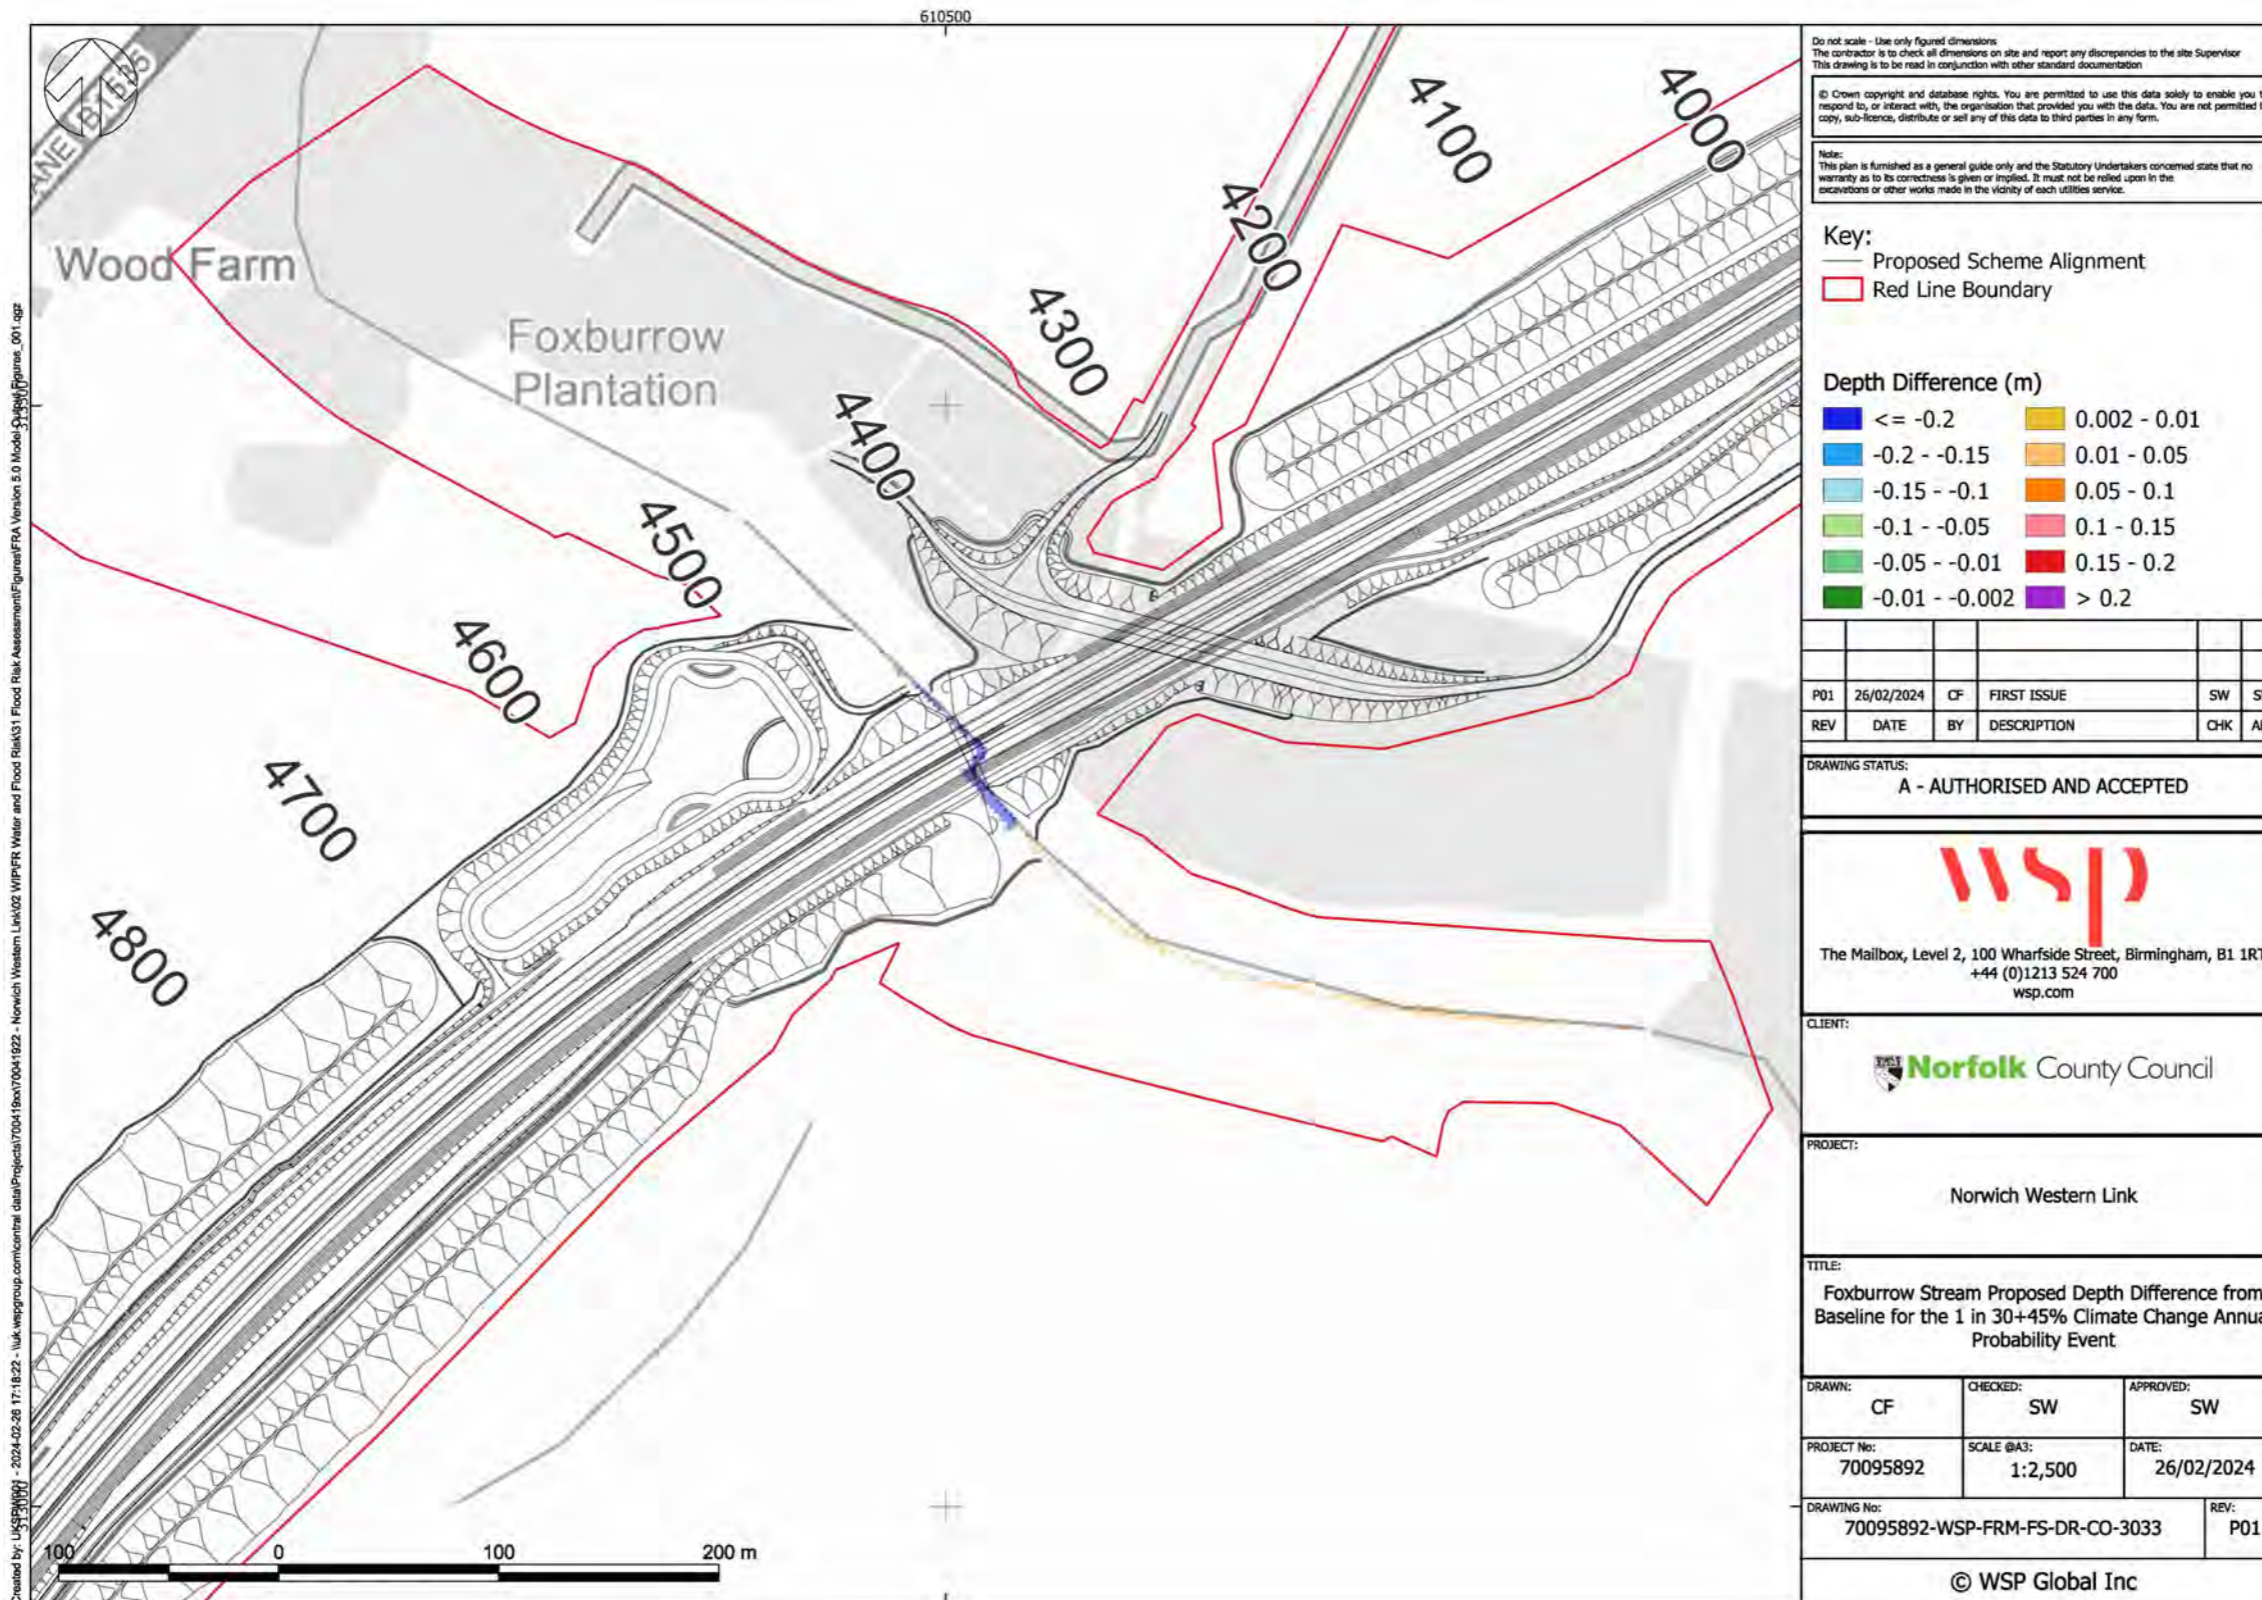 610500
ANE B1535
Wood Farm
Foxburrow
Plantation
4000
4100
4200
4300
4400
4500
4600
4700
4800
313000
100 0 100 200 m
Do not scale - Use only figured dimensions
The contractor is to check all dimensions on site and report any discrepancies to the site Supervisor
This drawing is to be read in conjunction with other standard documentation
© Crown copyright and database rights. You are permitted to use this data solely to enable you
respond to, or interact with, the organisation that provided you with the data. You are not permitted
copy, sub-licence, distribute or sell any of this data to third parties in any form.
Note:
This plan is furnished as a general guide only and the Statutory Undertakers concerned state that no
warranty as to its correctness is given or implied. It must not be relied upon in the
excavations or other works made in the vicinity of each utilities service.
Key:
Proposed Scheme Alignment
Red Line Boundary
Depth Difference (m)
<= -0.2 0.002 - 0.01
-0.2 - -0.15 0.01 - 0.05
-0.15 - -0.1 0.05 - 0.1
-0.1 - -0.05 0.1 - 0.15
-0.05 - -0.01 0.15 - 0.2
-0.01 - -0.002 > 0.2
P01 26/02/2024 CF FIRST ISSUE SW
REV DATE BY DESCRIPTION CHK
DRAWING STATUS:
A - AUTHORISED AND ACCEPTED
wsp
The Mailbox, Level 2, 100 Wharfside Street, Birmingham, B1 1RT
+44 (0)1213 524 700
wsp.com
CLIENT:
Norfolk County Council
PROJECT:
Norwich Western Link
TITLE:
Foxburrow Stream Proposed Depth Difference from
Baseline for the 1 in 30+45% Climate Change Annua
Probability Event
DRAWN: CHECKED: APPROVED:
CF SW SW
PROJECT No: SCALE @A3: DATE:
70095892 1:2,500 26/02/2024
DRAWING No: REV:
70095892-WSP-FRM-FS-DR-CO-3033 P01
© WSP Global Inc